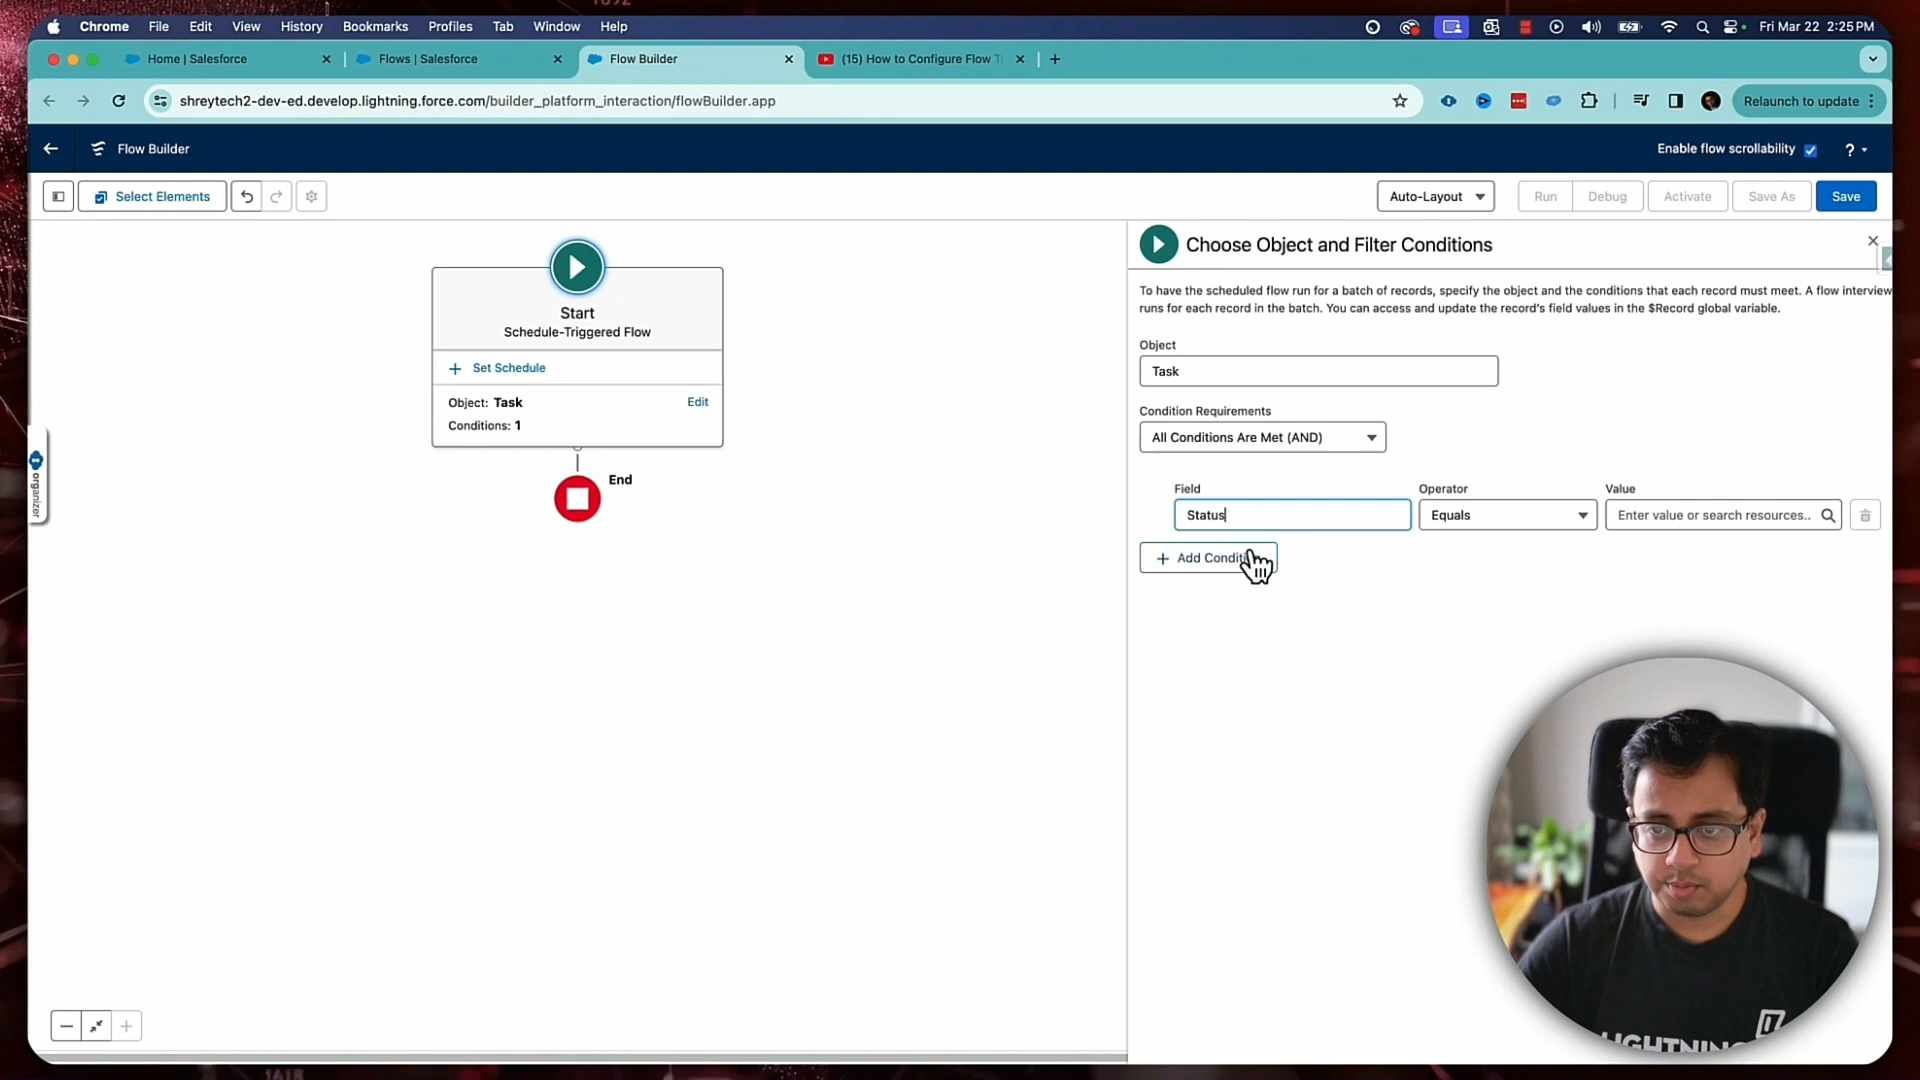 Chrome File Edit View History Bookmarks Profiles Tab Window Help Fri Mar 22 2:25 PM
Home | Salesforce Flows | Salesforce Flow Builder (15) How to Configure Flow
shreytech2-dev-ed.develop.lightning.force.com/builder_platform_interaction/flowBuilder.app Relaunch to update
Flow Builder Enable flow scrollability ?
Select Elements Auto-Layout Run Debug Activate Save As Save
Choose Object and Filter Conditions
To have the scheduled flow run for a batch of records, specify the object and the conditions that each record must meet. A flow interview
runs for each record in the batch. You can access and update the record's field values in the $Record global variable.
Start
Schedule-Triggered Flow
Set Schedule
Object: Task Edit
Conditions: 1
End
organizer
Object
Task
Condition Requirements
All Conditions Are Met (AND)
Field Operator Value
Status Equals Enter value or search resources..
Add
LIGHTNING